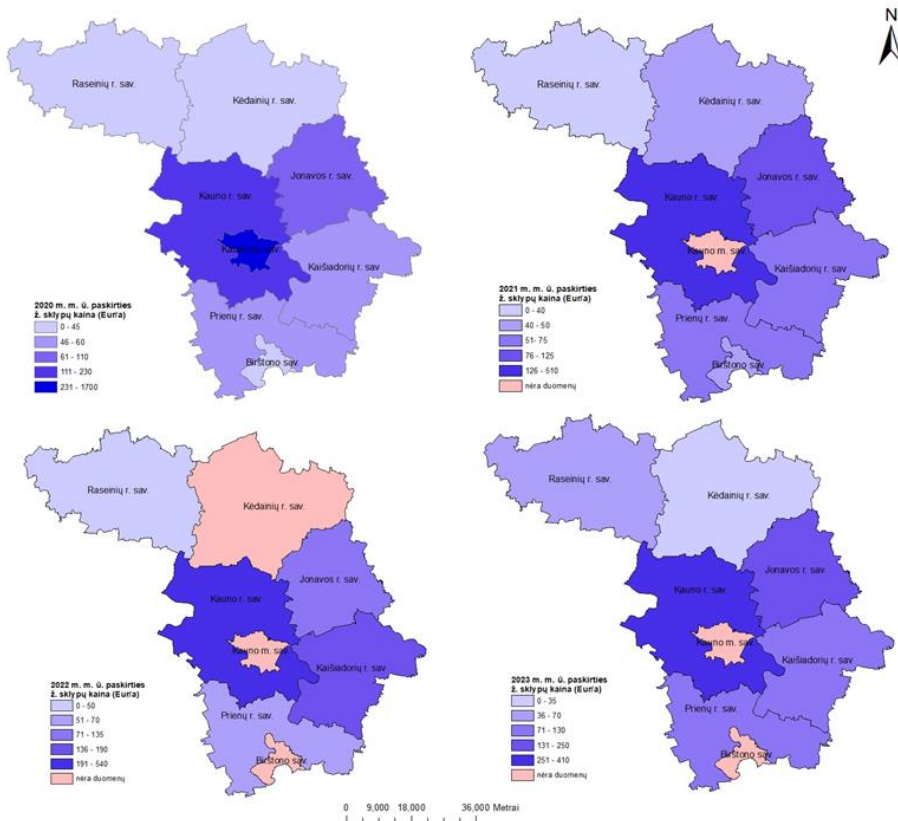 N
Raseinių r. sav.
Kėdainių r. sav.
Jonavos r. sav.
Kauno r. sav.
Kauno m. sav.
Kaišiadorių r. sav
Prienų r. sav.
Birštono sąv.
2020 m. m. ū. paskirties
ž. sklypų kaina (Eur/a)
0 - 45
46 - 60
61 - 110
111 - 230
231 - 1700
Raseinių r. sav.
Kėdainių r. sav.
Jonavos r. sav.
Kauno r. sav.
Kauno m. sav.
Kaišiadorių r. sav
Prienų r. sav.
Birštono sąv.
2021 m. m. ū. paskirties
ž. sklypų kaina (Eur/a)
0 - 40
40 - 50
51- 75
76 - 125
126 - 510
nėra duomenų
Raseinių r. sav.
Kėdainių r. sav.
Jonavos r. sav.
Kauno r. sav.
Kauno m. sav.
Kaišiadorių r. sav
Prienų r. sav.
Birštono sąv.
2022 m. m. ū. paskirties
ž. sklypų kaina (Eur/a)
0 - 50
51 - 70
71 - 135
136 - 190
191 - 540
nėra duomenų
Raseinių r. sav.
Kėdainių r. sav.
Jonavos r. sav.
Kauno r. sav.
Kauno m. sav.
Kaišiadorių r. sav
Prienų r. sav.
Birštono sąv.
2023 m. m. ū. paskirties
ž. sklypų kaina (Eur/a)
0 - 35
36 - 70
71 - 130
131 - 250
251 - 410
nėra duomenų
0 9,000 18,000 36,000 Metrai